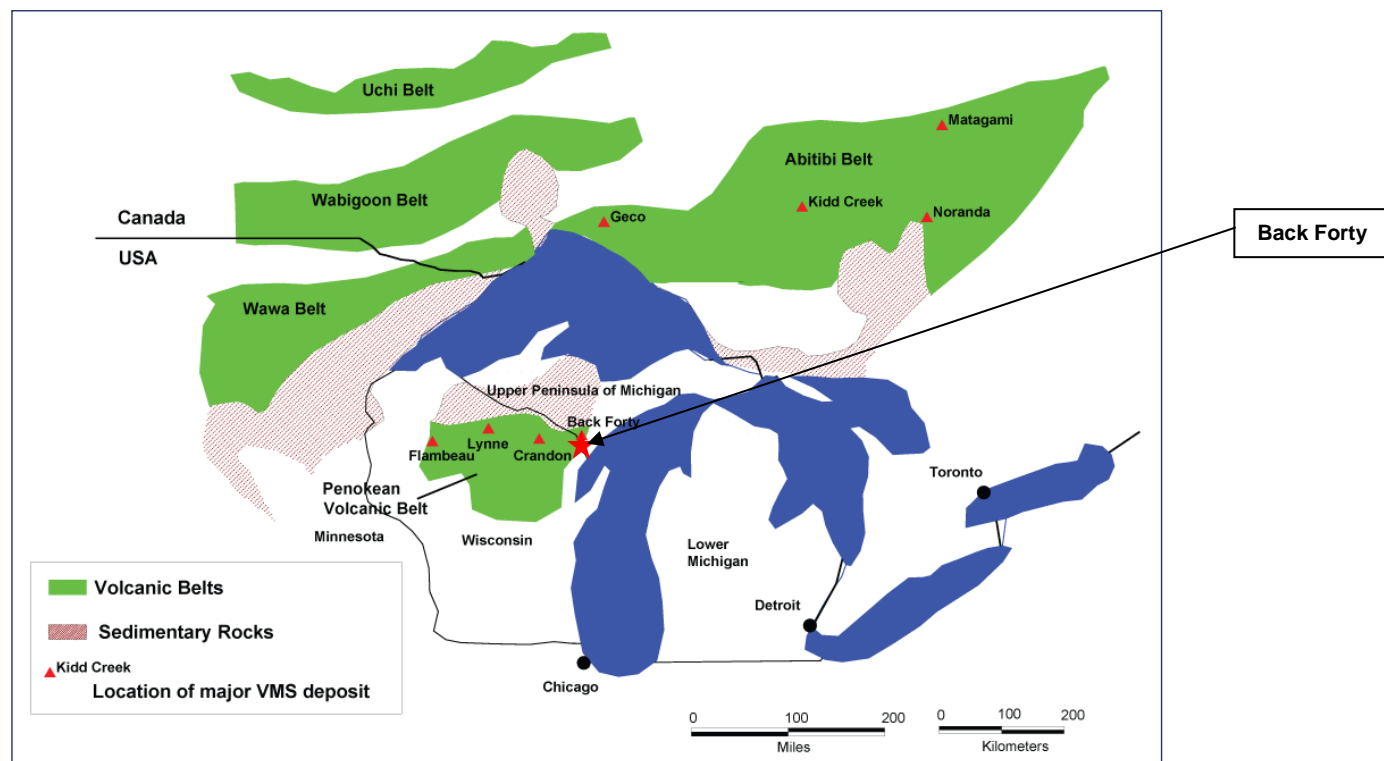 Uchi Belt
Matagami
Abitibi Belt
Wabigoon Belt
Kidd Creek
Noranda
Geco
Canada
USA
Back Forty
Wawa Belt
Upper Peninsula of Michigan
Back Forty
Lynne
Flambeau
Crandon
Toronto
Penokean
Volcanic Belt
Minnesota
Wisconsin
Lower
Michigan
Detroit
Chicago
Volcanic Belts
Sedimentary Rocks
Kidd Creek
Location of major VMS deposit
0 100 200
Miles
0 100 200
Kilometers